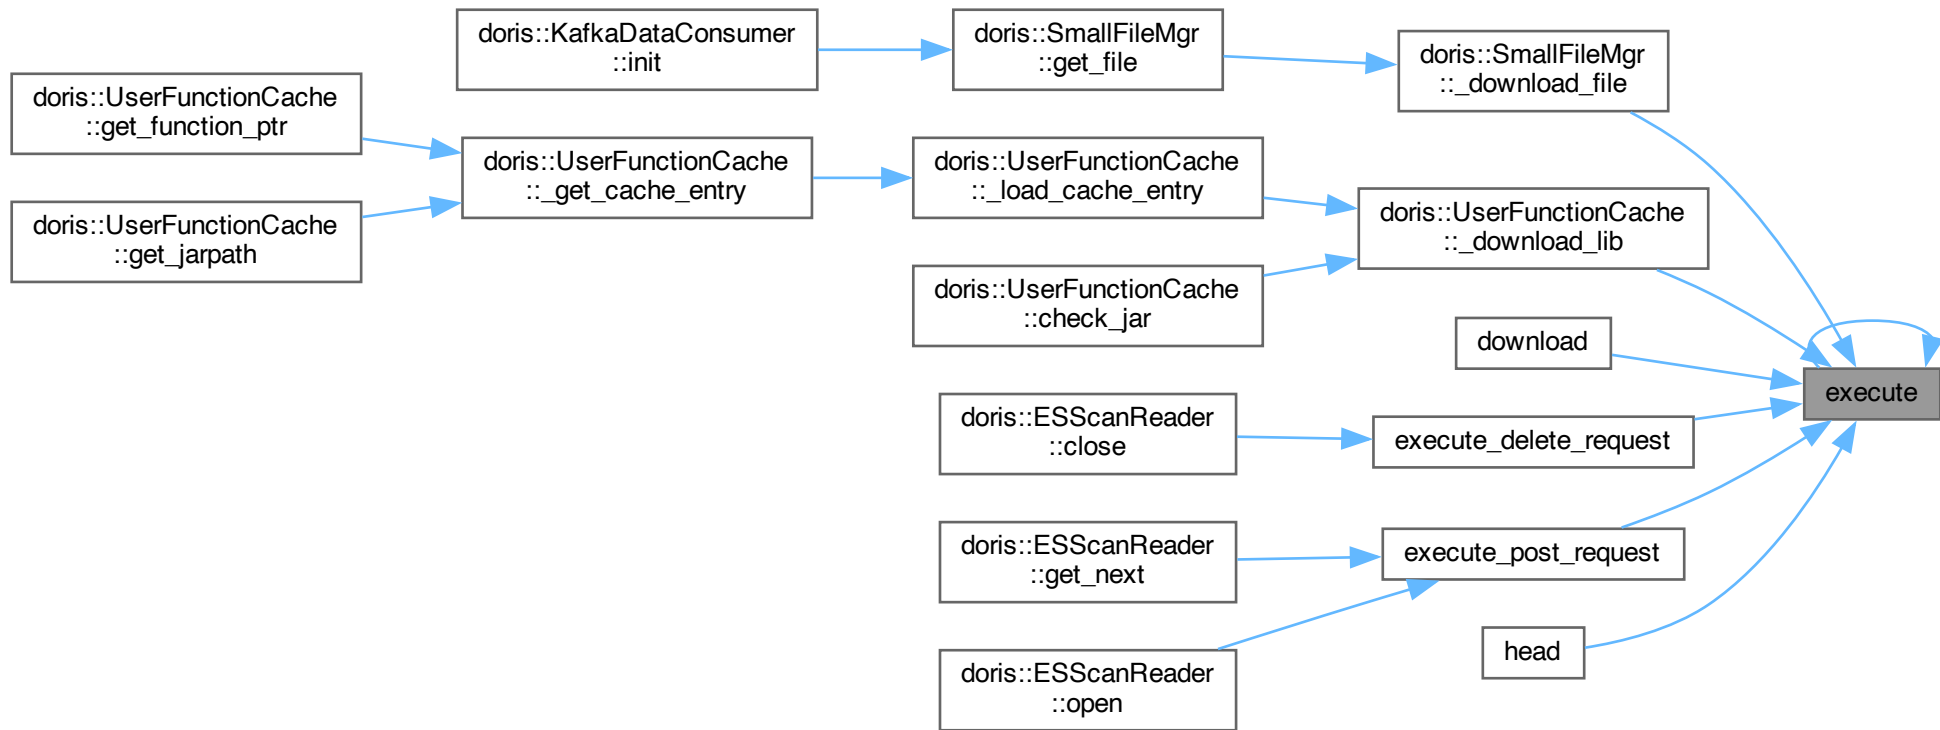 doris::KafkaDataConsumer
::init
doris::SmallFileMgr
::get_file
doris::SmallFileMgr
::_download_file
doris::UserFunctionCache
::get_function_ptr
doris::UserFunctionCache
::_get_cache_entry
doris::UserFunctionCache
::_load_cache_entry
doris::UserFunctionCache
::_download_lib
doris::UserFunctionCache
::get_jarpath
doris::UserFunctionCache
::check_jar
download
execute
doris::ESScanReader
::close
execute_delete_request
doris::ESScanReader
::get_next
execute_post_request
head
doris::ESScanReader
::open